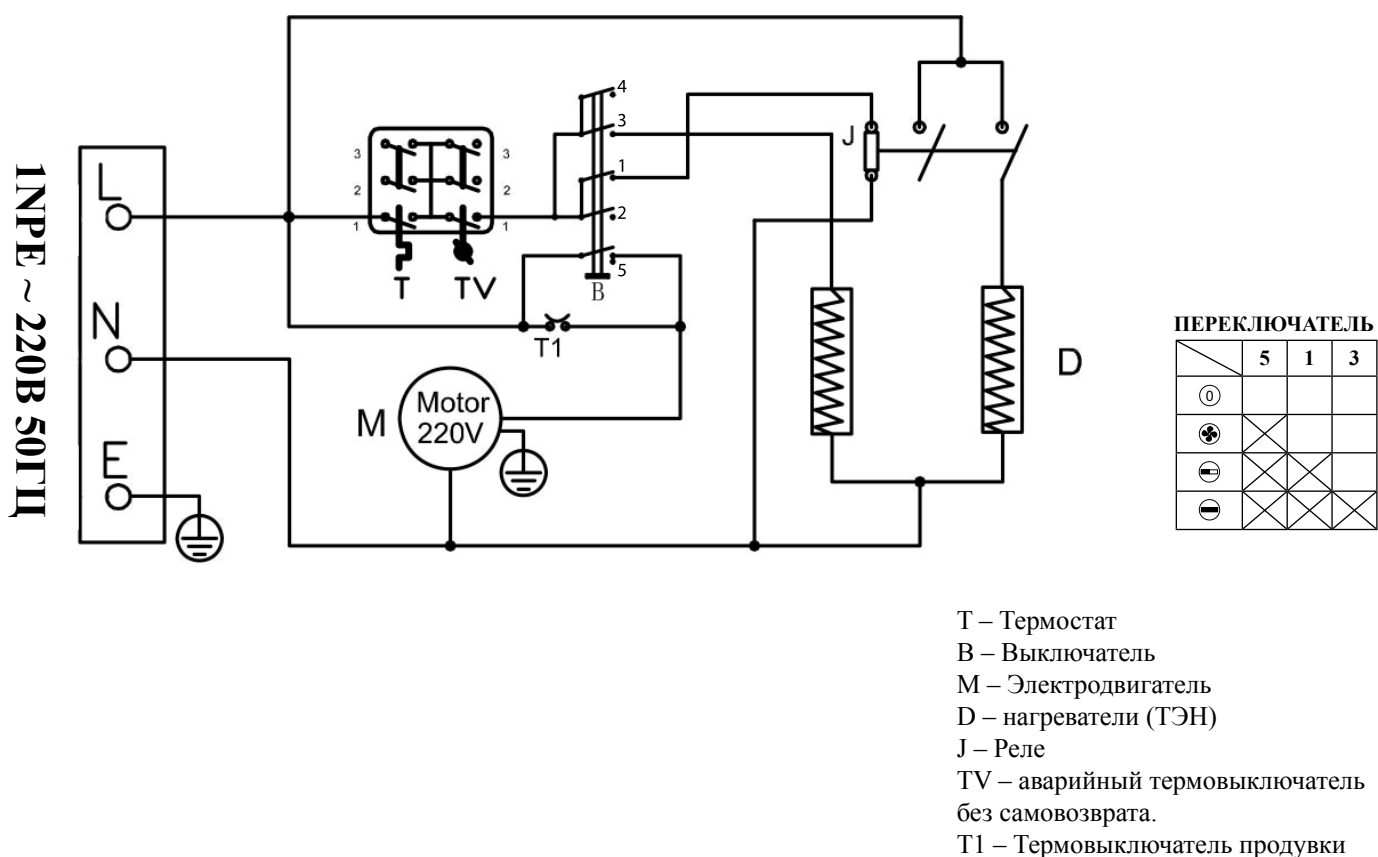 1NPE ~ 220В 50ГЦ
L
N
E
3
2
1
3
2
1
T
TV
4
3
1
2
5
B
T1
M
Motor
220V
J
D
ПЕРЕКЛЮЧАТЕЛЬ
5 1 3
0
Т – Термостат
В – Выключатель
М – Электродвигатель
D – нагреватели (ТЭН)
J – Реле
TV – аварийный термовыключатель
без самовозврата.
Т1 – Термовыключатель продувки